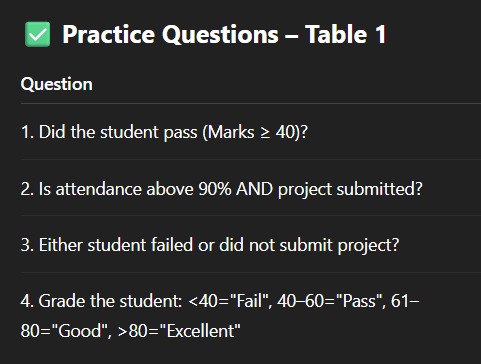 ✅ Practice Questions – Table 1
Question
1. Did the student pass (Marks ≥ 40)?
2. Is attendance above 90% AND project submitted?
3. Either student failed or did not submit project?
4. Grade the student: <40="Fail", 40–60="Pass", 61–
80="Good", >80="Excellent"